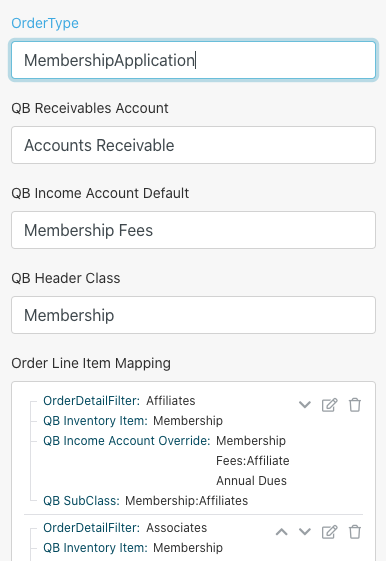 OrderType
MembershipApplication
QB Receivables Account
Accounts Receivable
QB Income Account Default
Membership Fees
QB Header Class
Membership
Order Line Item Mapping
OrderDetailFilter: Affiliates
QB Inventory Item: Membership
QB Income Account Override: Membership
Fees:Affiliate
Annual Dues
QB SubClass: Membership:Affiliates
OrderDetailFilter: Associates
QB Inventory Item: Membership